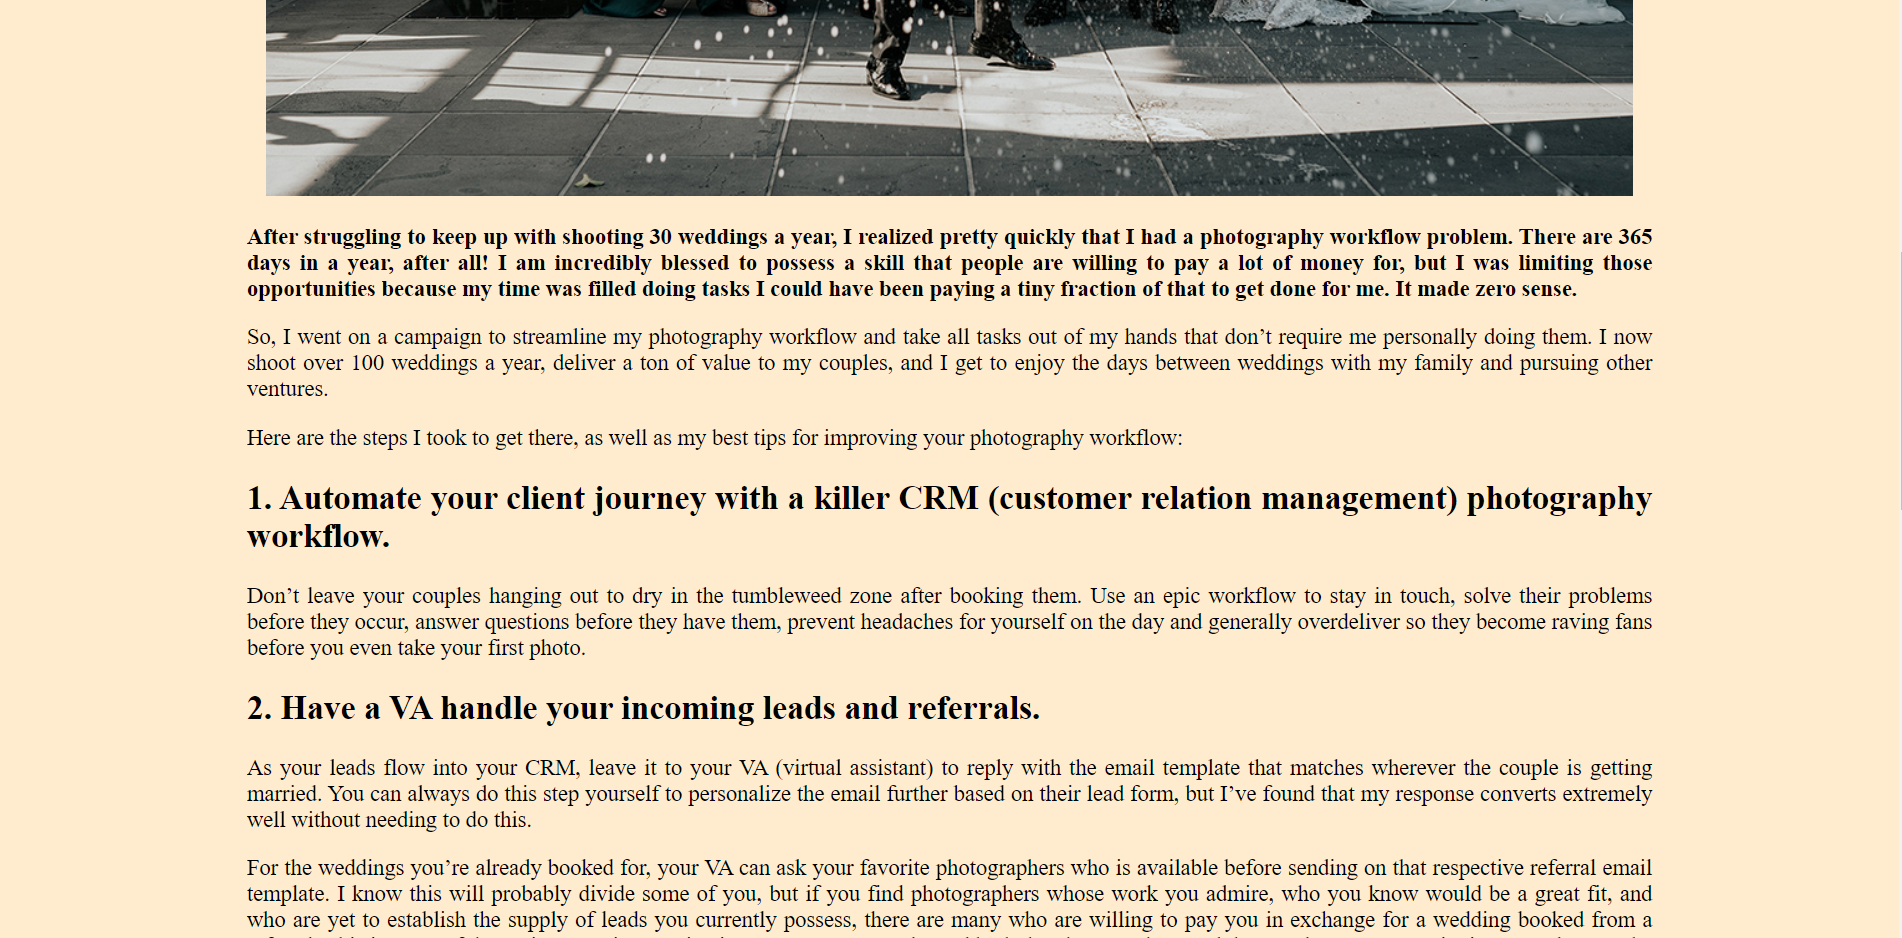 After struggling to keep up with shooting 30 weddings a year, I realized pretty quickly that I had a photography workflow problem. There are 365
days in a year, after all! I am incredibly blessed to possess a skill that people are willing to pay a lot of money for, but I was limiting those
opportunities because my time was filled doing tasks I could have been paying a tiny fraction of that to get done for me. It made zero sense.
So, I went on a campaign to streamline my photography workflow and take all tasks out of my hands that don’t require me personally doing them. I now
shoot over 100 weddings a year, deliver a ton of value to my couples, and I get to enjoy the days between weddings with my family and pursuing other
ventures.
Here are the steps I took to get there, as well as my best tips for improving your photography workflow:
1. Automate your client journey with a killer CRM (customer relation management) photography
workflow.
Don’t leave your couples hanging out to dry in the tumbleweed zone after booking them. Use an epic workflow to stay in touch, solve their problems
before they occur, answer questions before they have them, prevent headaches for yourself on the day and generally overdeliver so they become raving fans
before you even take your first photo.
2. Have a VA handle your incoming leads and referrals.
As your leads flow into your CRM, leave it to your VA (virtual assistant) to reply with the email template that matches wherever the couple is getting
married. You can always do this step yourself to personalize the email further based on their lead form, but I’ve found that my response converts extremely
well without needing to do this.
For the weddings you’re already booked for, your VA can ask your favorite photographers who is available before sending on that respective referral email
template. I know this will probably divide some of you, but if you find photographers whose work you admire, who you know would be a great fit, and
who are yet to establish the supply of leads you currently possess, there are many who are willing to pay you in exchange for a wedding booked from a